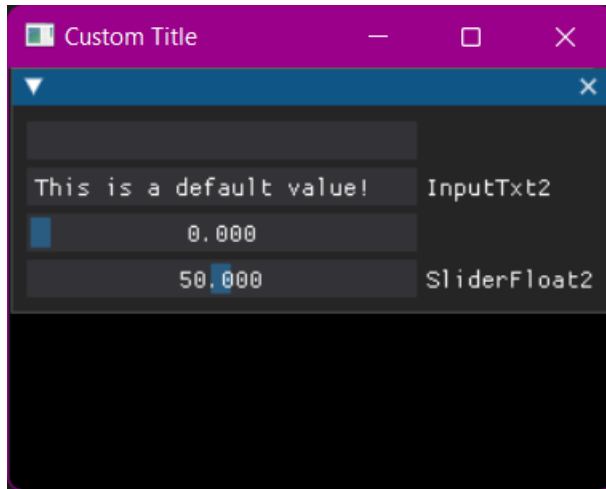 Custom Title
This is a default value! InputTxt2
0.000
50.000 SliderFloat2